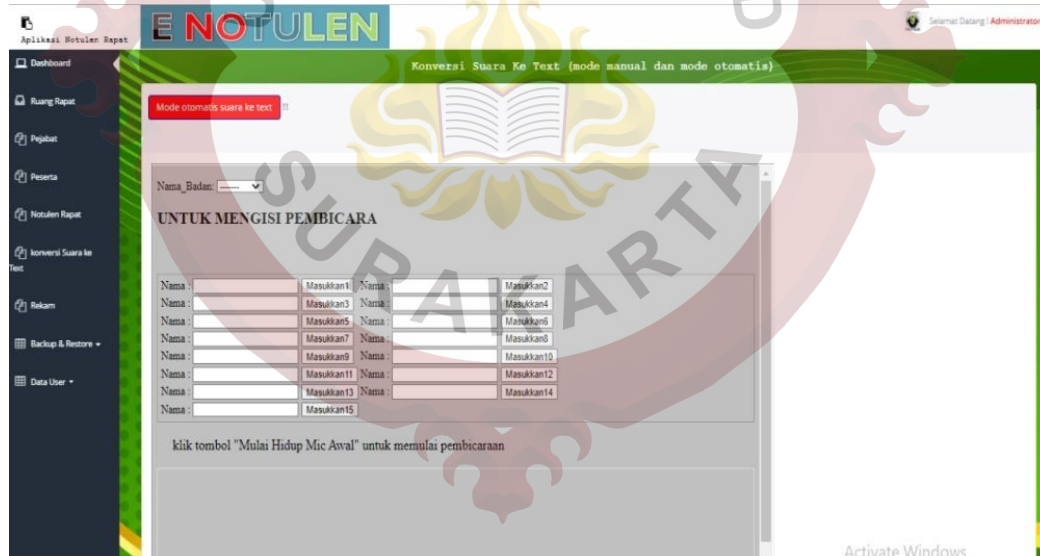 E NOTULEN
Aplikasi Notulen Rapat
Selamat Datang ! Administrator
Konversi Suara Ke Text (mode manual dan mode otomatis)
Dashboard
Ruang Rapat
Pejabat
Peserta
Notulen Rapat
konversi Suara ke
Text
Rekam
Backup & Restore
Data User
Mode otomatis suara ke text !!!
Nama_Badan: -------
UNTUK MENGISI PEMBICARA
Nama : Masukkan1 Nama : Masukkan2
Nama : Masukkan3 Nama : Masukkan4
Nama : Masukkan5 Nama : Masukkan6
Nama : Masukkan7 Nama : Masukkan8
Nama : Masukkan9 Nama : Masukkan10
Nama : Masukkan11 Nama : Masukkan12
Nama : Masukkan13 Nama : Masukkan14
Nama : Masukkan15
klik tombol "Mulai Hidup Mic Awal" untuk memulai pembicaraan
SURAKARTA
Activate Windows